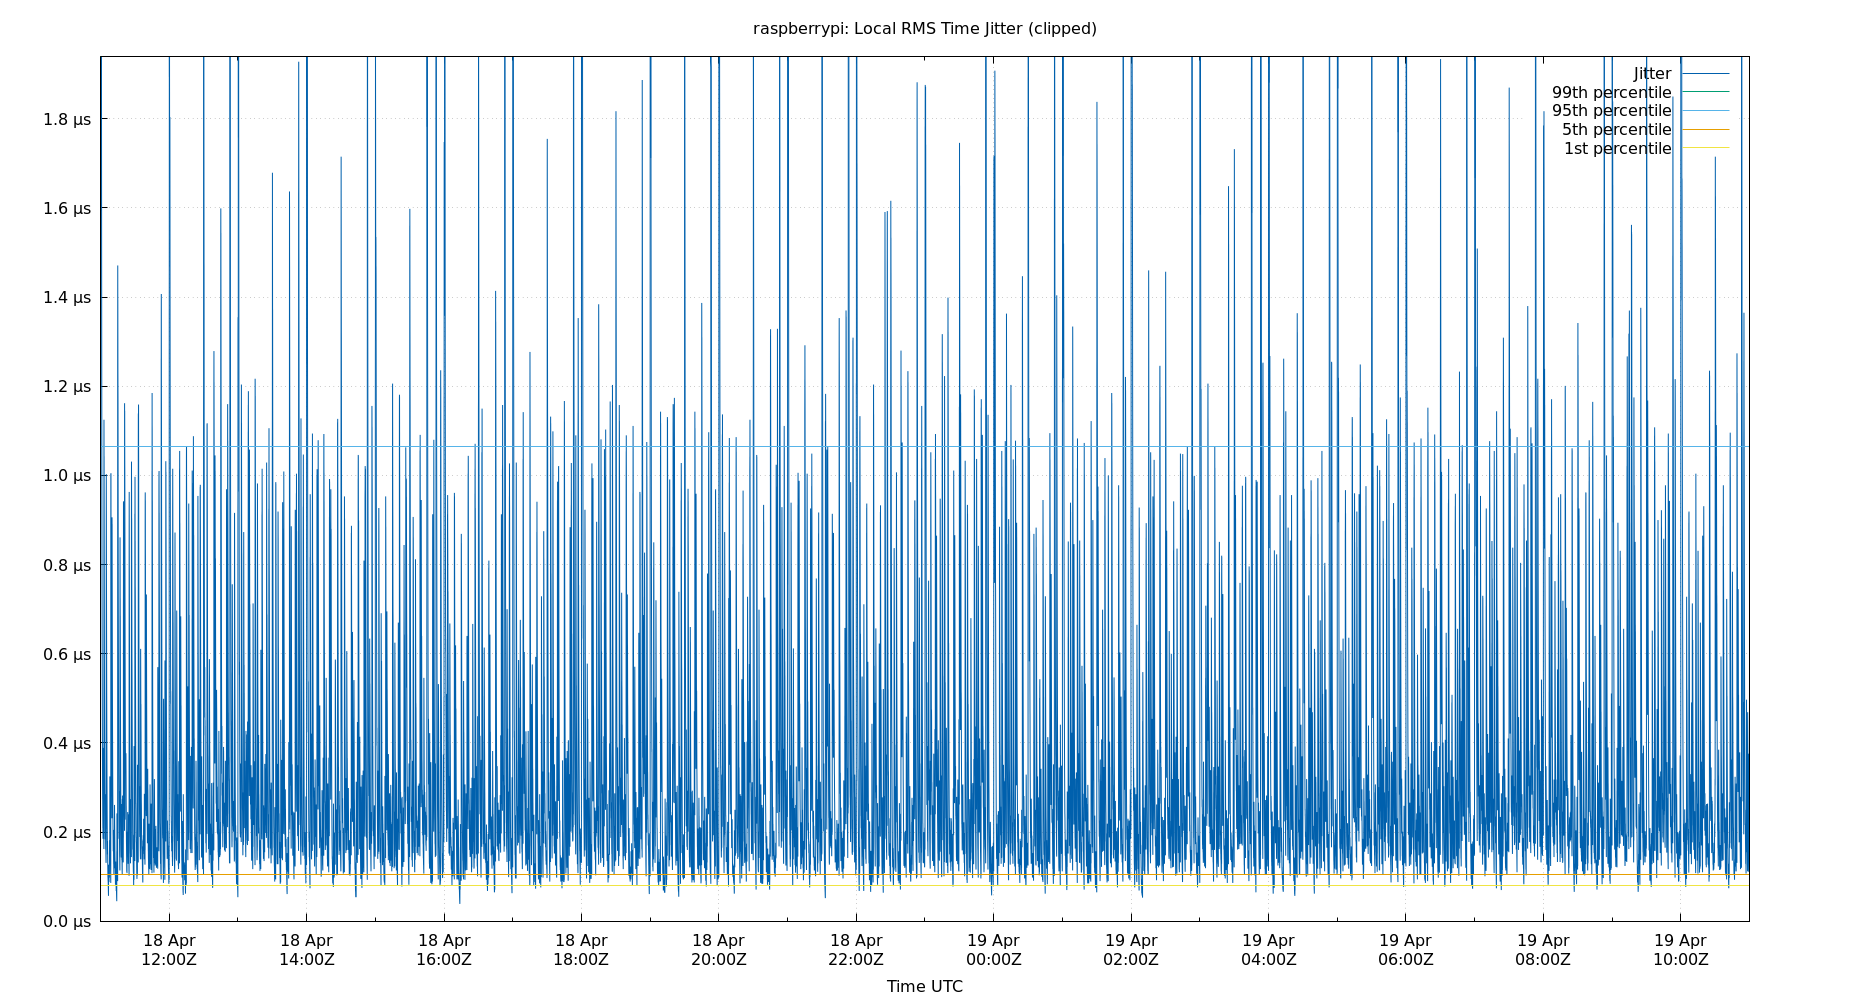 raspberrypi: Local RMS Time Jitter (clipped)
Jitter
99th percentile
95th percentile
5th percentile
1st percentile
1.8 µs
1.6 µs
1.4 µs
1.2 µs
1.0 µs
0.8 µs
0.6 µs
0.4 µs
0.2 µs
0.0 µs
18 Apr 18 Apr 18 Apr 18 Apr 18 Apr 18 Apr 19 Apr 19 Apr 19 Apr 19 Apr 19 Apr 19 Apr
12:00Z 14:00Z 16:00Z 18:00Z 20:00Z 22:00Z 00:00Z 02:00Z 04:00Z 06:00Z 08:00Z 10:00Z
Time UTC